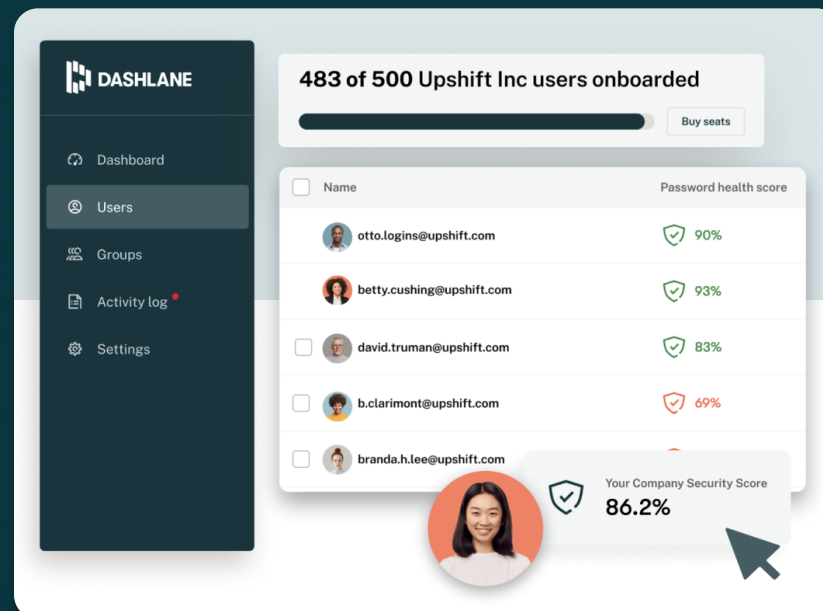 DASHLANE
Dashboard
Users
Groups
Activity log
Settings
483 of 500 Upshift Inc users onboarded
Buy seats
Name Password health score
otto.logins@upshift.com 90%
betty.cushing@upshift.com 93%
david.truman@upshift.com 83%
b.clarimont@upshift.com 69%
branda.h.lee@upshift.com
Your Company Security Score
86.2%